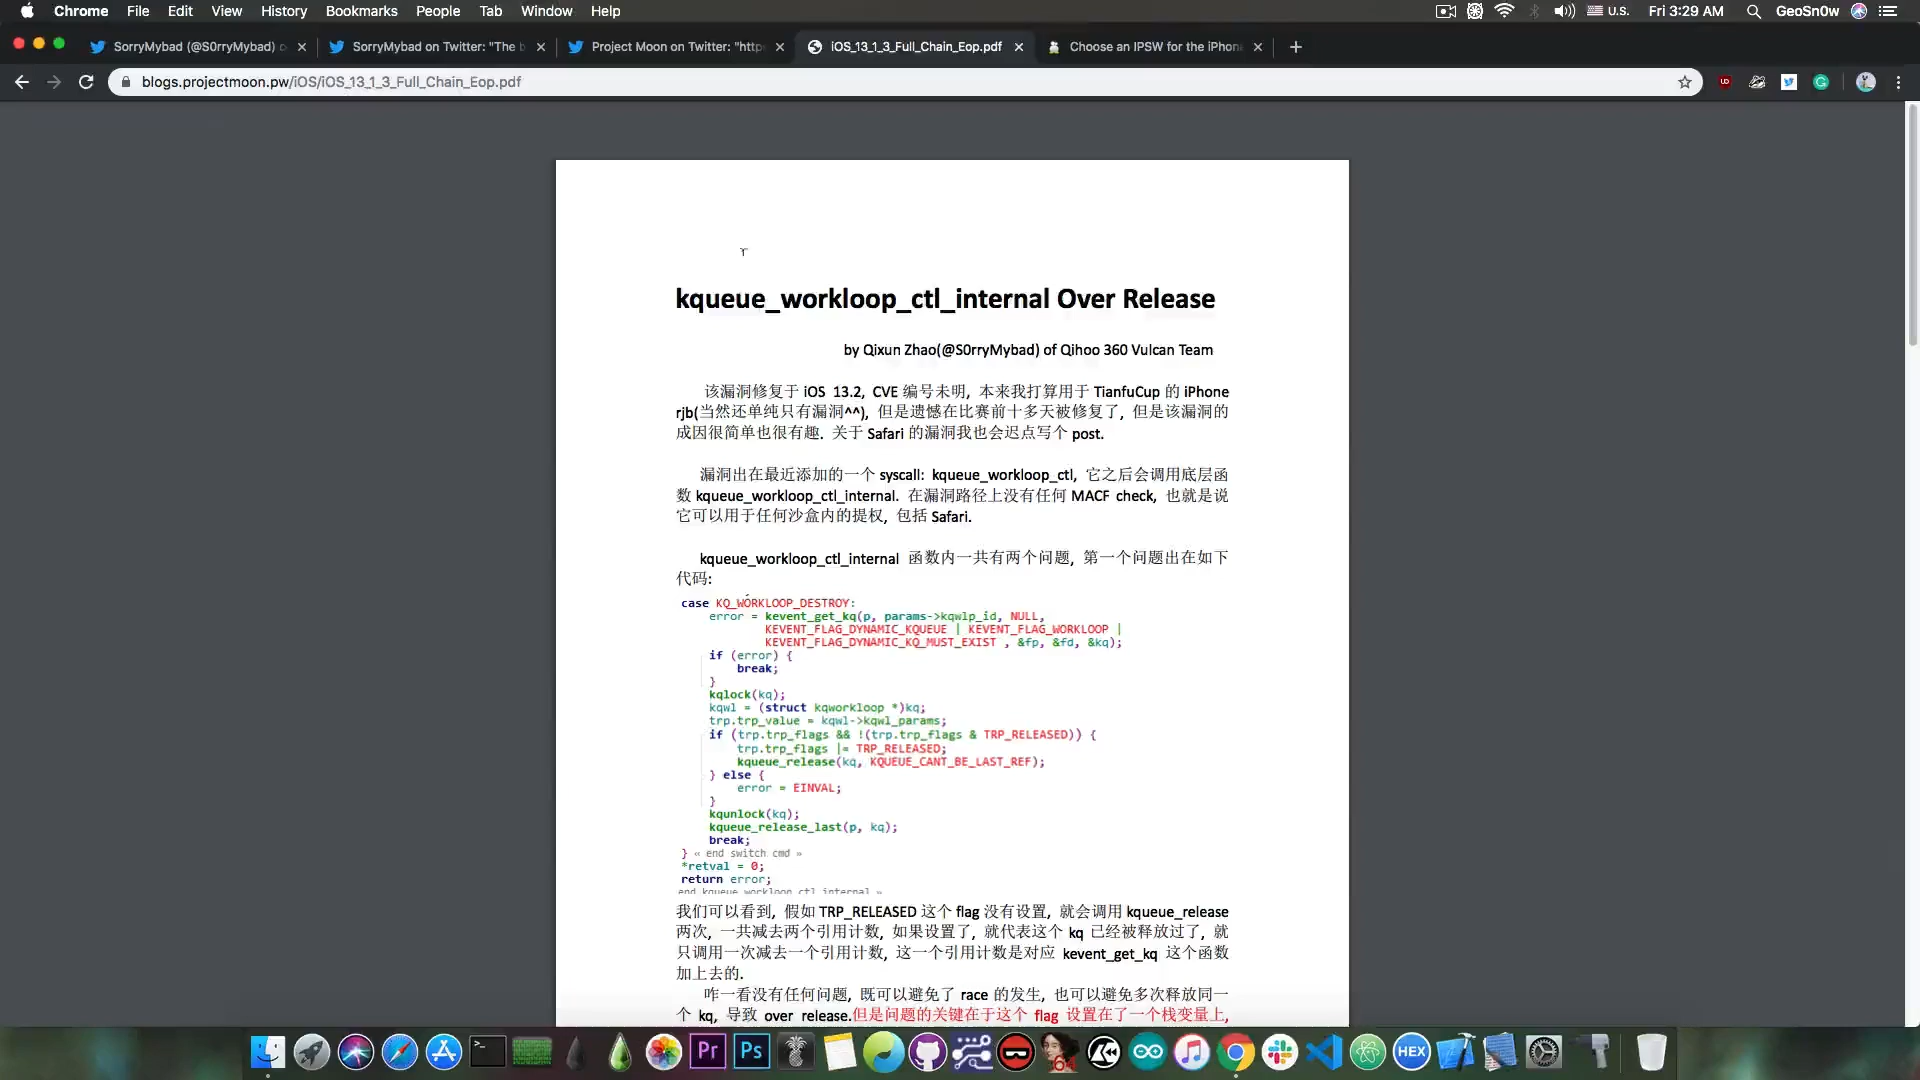 Chrome File Edit View History Bookmarks People Tab Window Help U.S. Fri 3:29 AM GeoSn0w
SorryMybad (@S0rryMybad) o
SorryMybad on Twitter: "The b
Project Moon on Twitter: "http
iOS_13_1_3_Full_Chain_Eop.pdf
Choose an IPSW for the iPhone
blogs.projectmoon.pw/iOS/iOS_13_1_3_Full_Chain_Eop.pdf
kqueue_workloop_ctl_internal Over Release
by Qixun Zhao(@S0rryMybad) of Qihoo 360 Vulcan Team
该漏洞修复于 iOS 13.2, CVE 编号未明, 本来我打算用于 TianfuCup 的 iPhone
rjb(当然还单纯只有漏洞^^), 但是遗憾在比赛前十多天被修复了, 但是该漏洞的
成因很简单也很有趣. 关于 Safari 的漏洞我也会迟点写个 post.
漏洞出在最近添加的一个 syscall: kqueue_workloop_ctl, 它之后会调用底层函
数 kqueue_workloop_ctl_internal. 在漏洞路径上没有任何 MACF check, 也就是说
它可以用于任何沙盒内的提权, 包括 Safari.
kqueue_workloop_ctl_internal 函数内一共有两个问题, 第一个问题出在如下
代码:
case KQ_WORKLOOP_DESTROY:
error = kevent_get_kq(p, params->kqwlp_id, NULL,
KEVENT_FLAG_DYNAMIC_KQUEUE | KEVENT_FLAG_WORKLOOP |
KEVENT_FLAG_DYNAMIC_KQ_MUST_EXIST , &fp, &fd, &kq);
if (error) {
break;
}
kqlock(kq);
kqwl = (struct kqworkloop *)kq;
trp.trp_value = kqwl->kqwl_params;
if (trp.trp_flags && !(trp.trp_flags & TRP_RELEASED)) {
trp.trp_flags |= TRP_RELEASED;
kqueue_release(kq, KQUEUE_CANT_BE_LAST_REF);
} else {
error = EINVAL;
}
kqunlock(kq);
kqueue_release_last(p, kq);
break;
} « end switch cmd »
*retval = 0;
return error;
end kqueue_workloop_ctl_internal »
我们可以看到, 假如 TRP_RELEASED 这个 flag 没有设置, 就会调用 kqueue_release
两次, 一共减去两个引用计数, 如果设置了, 就代表这个 kq 已经被释放过了, 就
只调用一次减去一个引用计数, 这一个引用计数是对应 kevent_get_kq 这个函数
加上去的.
咋一看没有任何问题, 既可以避免了 race 的发生, 也可以避免多次释放同一
个 kq, 导致 over release.但是问题的关键在于这个 flag 设置在了一个栈变量上,
Pr Ps 64 HEX